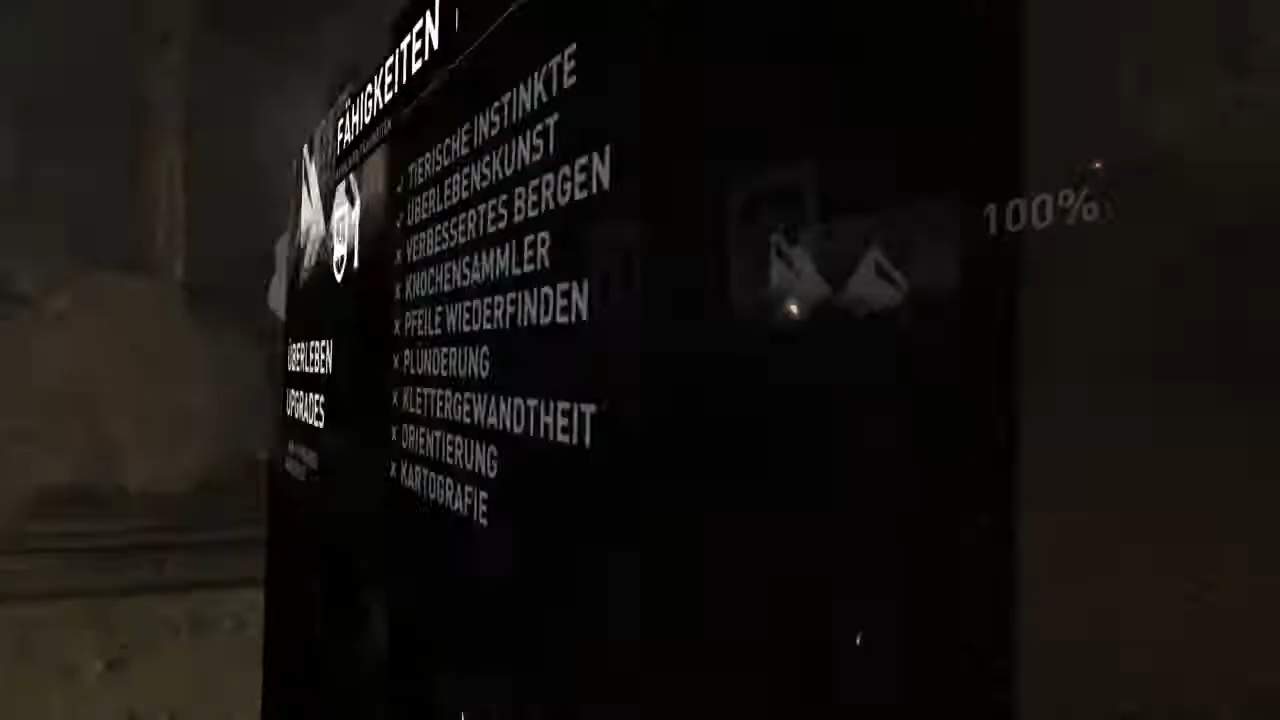 FÄHIGKEITEN
TIERISCHE INSTINKTE
ÜBERLEBENSKUNST
VERBESSERTES BERGEN
KNOCHENSAMMLER
PFEILE WIEDERFINDEN
PLÜNDERUNG
KLETTERGEWANDTHEIT
ORIENTIERUNG
KARTOGRAFIE
ÜBERLEBEN
UPGRADES
100%